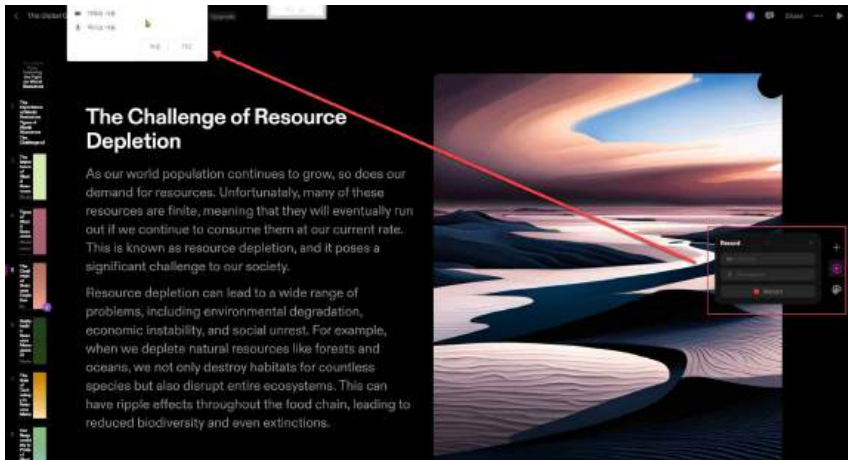 The Global
Upgrade
Share
The Challenge of Resource
Depletion
As our world population continues to grow, so does our
demand for resources. Unfortunately, many of these
resources are finite, meaning that they will eventually run
out if we continue to consume them at our current rate.
This is known as resource depletion, and it poses a
significant challenge to our society.
Resource depletion can lead to a wide range of
problems, including environmental degradation,
economic instability, and social unrest. For example,
when we deplete natural resources like forests and
oceans, we not only destroy habitats for countless
species but also disrupt entire ecosystems. This can
have ripple effects throughout the food chain, leading to
reduced biodiversity and even extinctions.
Record